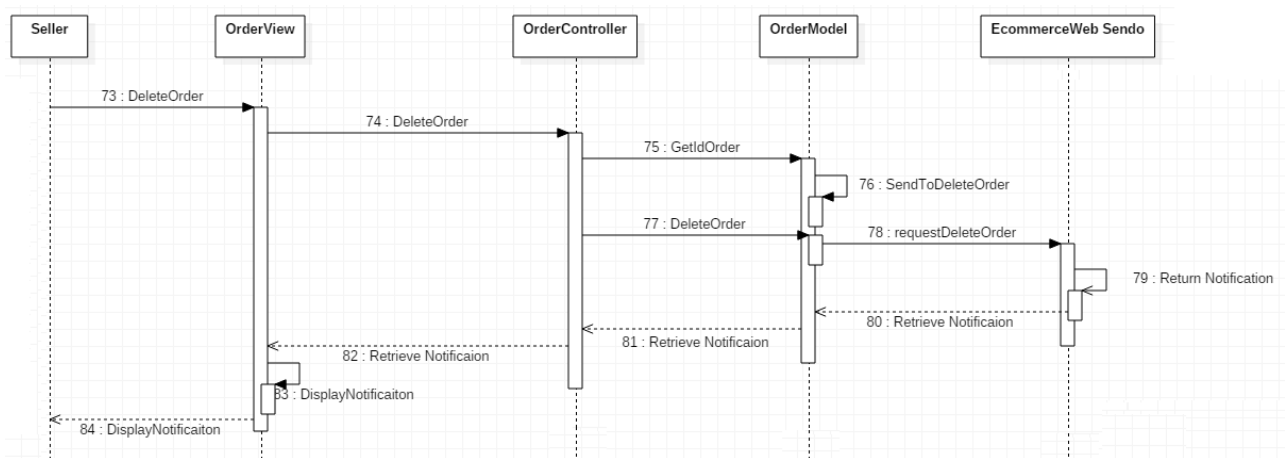 Seller
OrderView
OrderController
OrderModel
EcommerceWeb Sendo
73 : DeleteOrder
74 : DeleteOrder
75 : GetIdOrder
76 : SendToDeleteOrder
77 : DeleteOrder
78 : requestDeleteOrder
79 : Return Notification
80 : Retrieve Notificaion
81 : Retrieve Notificaion
82 : Retrieve Notificaion
83 : DisplayNotificaiton
84 : DisplayNotificaiton